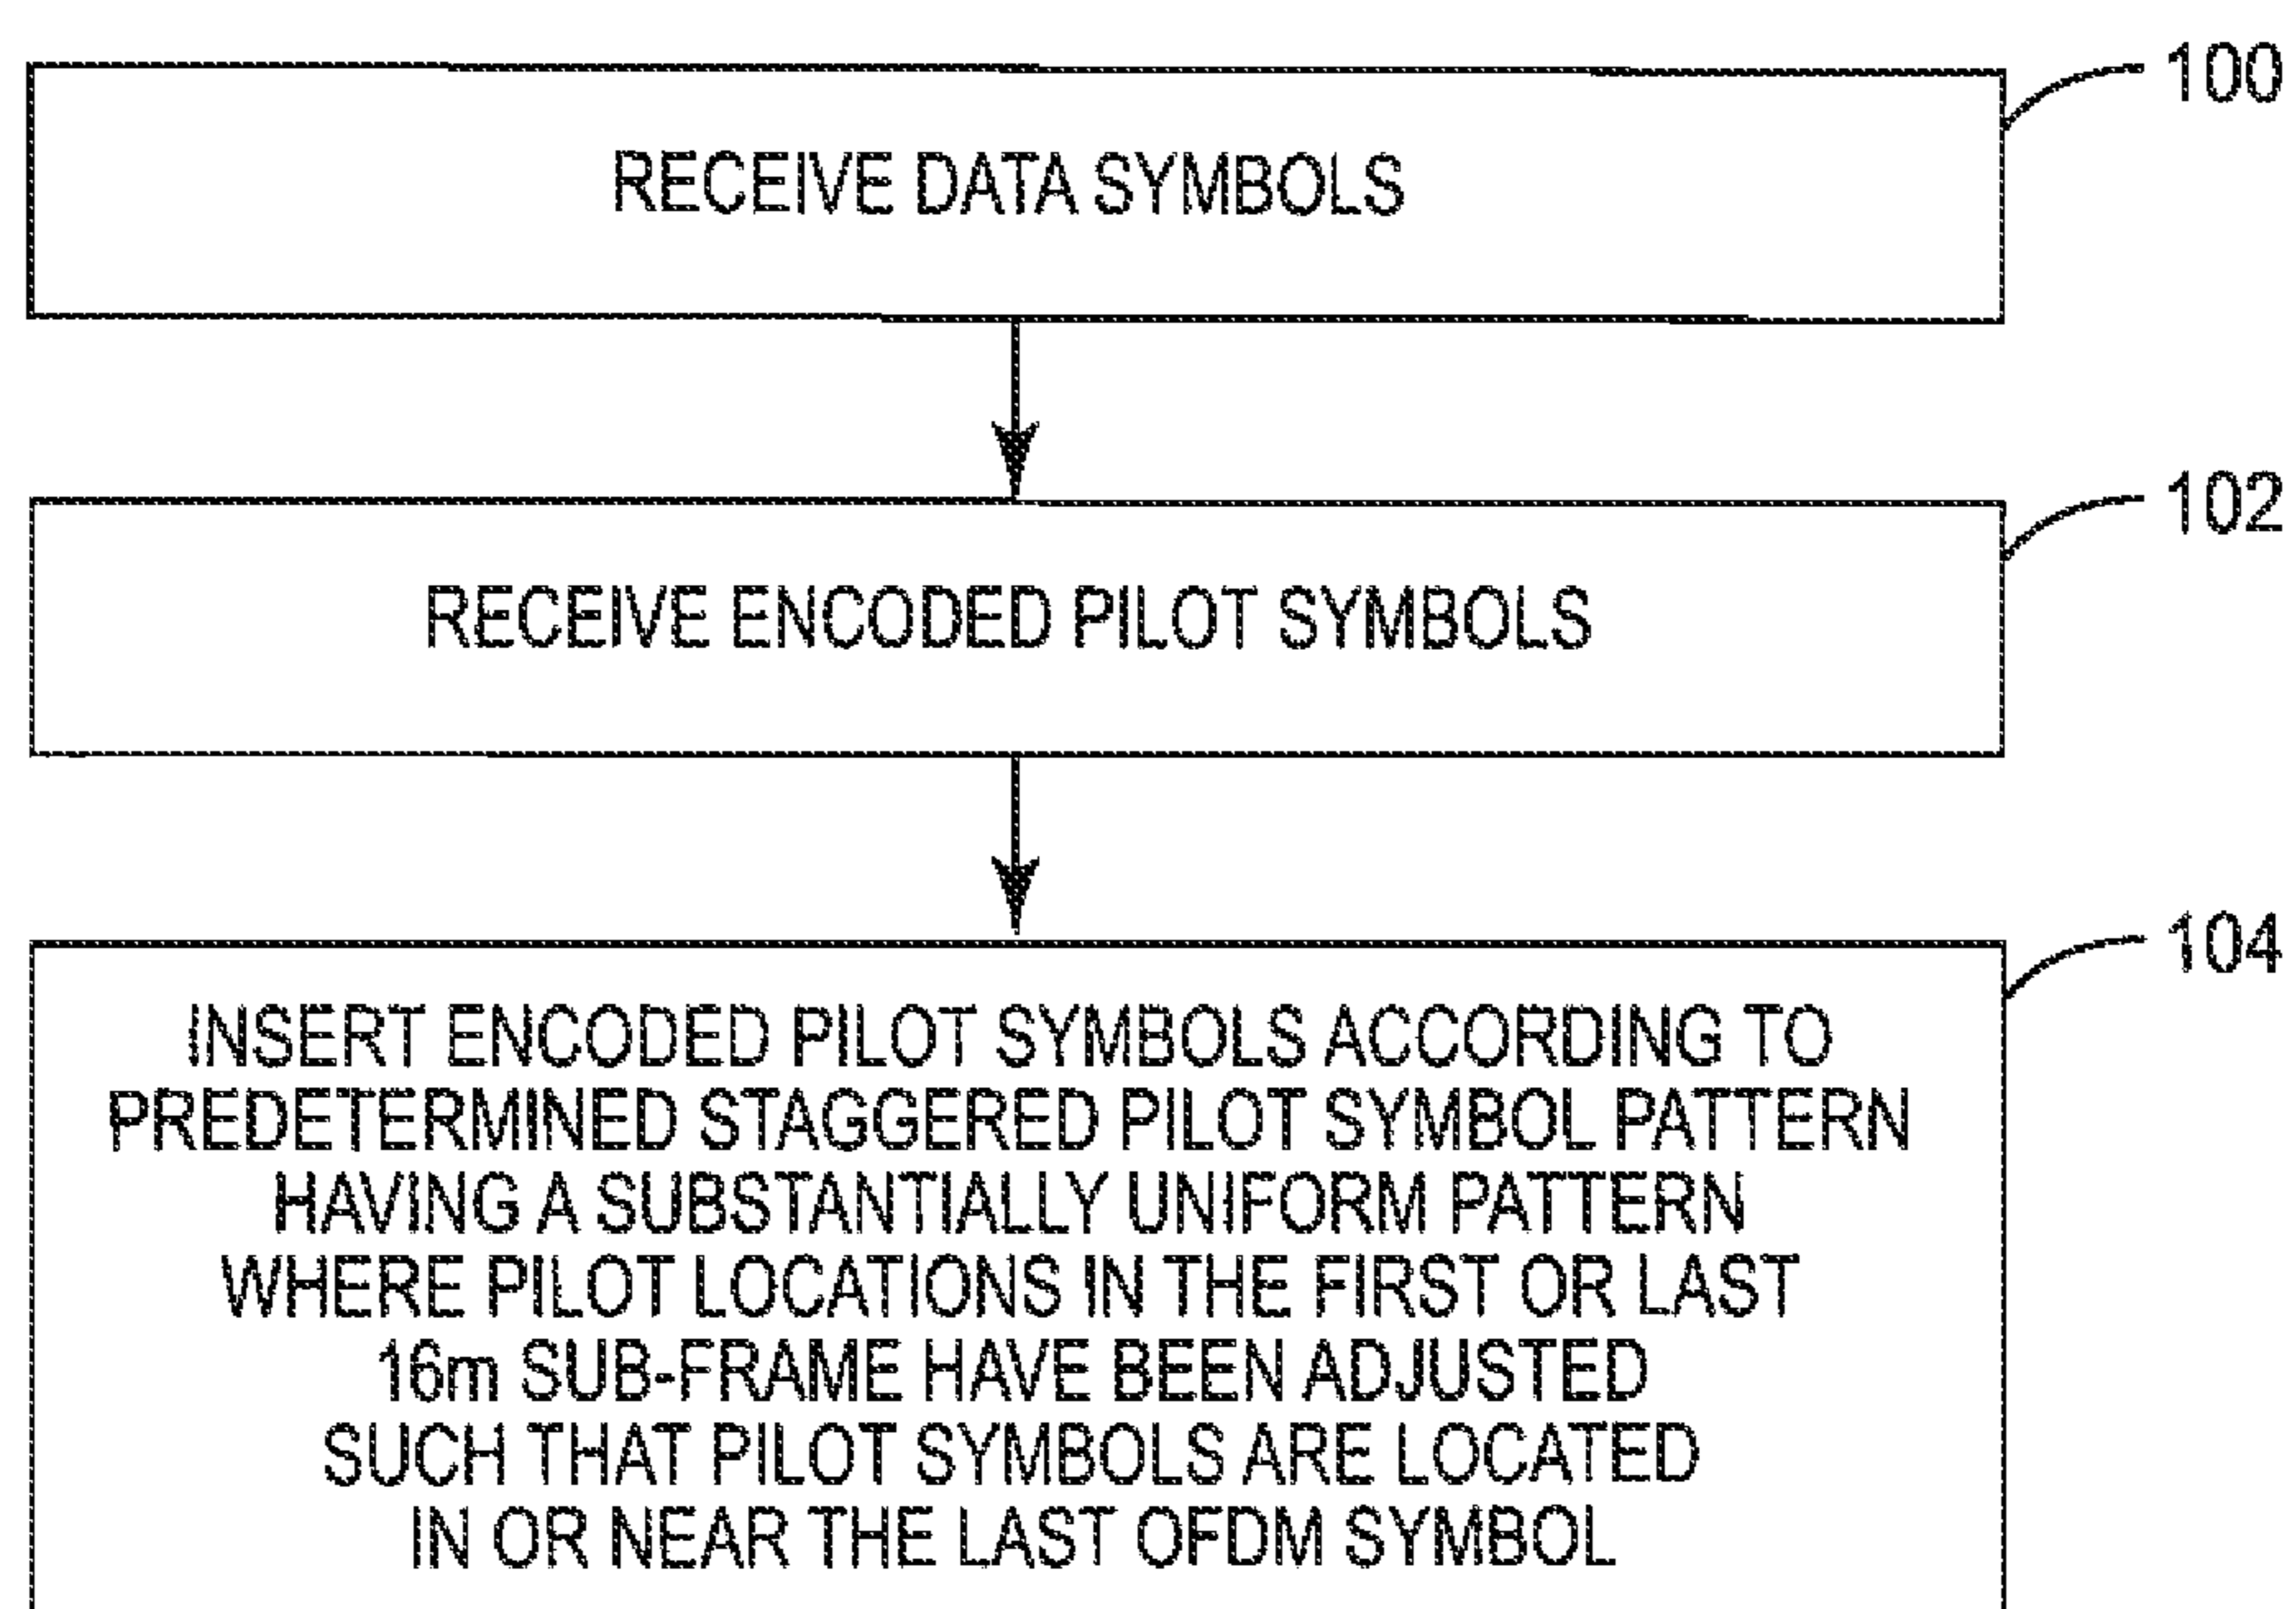 100
RECEIVE DATA SYMBOLS
102
RECEIVE ENCODED PILOT SYMBOLS
104
INSERT ENCODED PILOT SYMBOLS ACCORDING TO
PREDETERMINED STAGGERED PILOT SYMBOL PATTERN
HAVING A SUBSTANTIALLY UNIFORM PATTERN
WHERE PILOT LOCATIONS IN THE FIRST OR LAST
16m SUB-FRAME HAVE BEEN ADJUSTED
SUCH THAT PILOT SYMBOLS ARE LOCATED
IN OR NEAR THE LAST OFDM SYMBOL